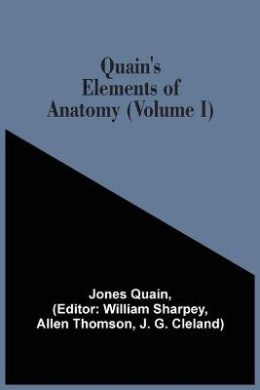 Quain's
Elements of
Anatomy (Volume I)
Jones Quain,
(Editor: William Sharpey,
Allen Thomson, J. G. Cleland)